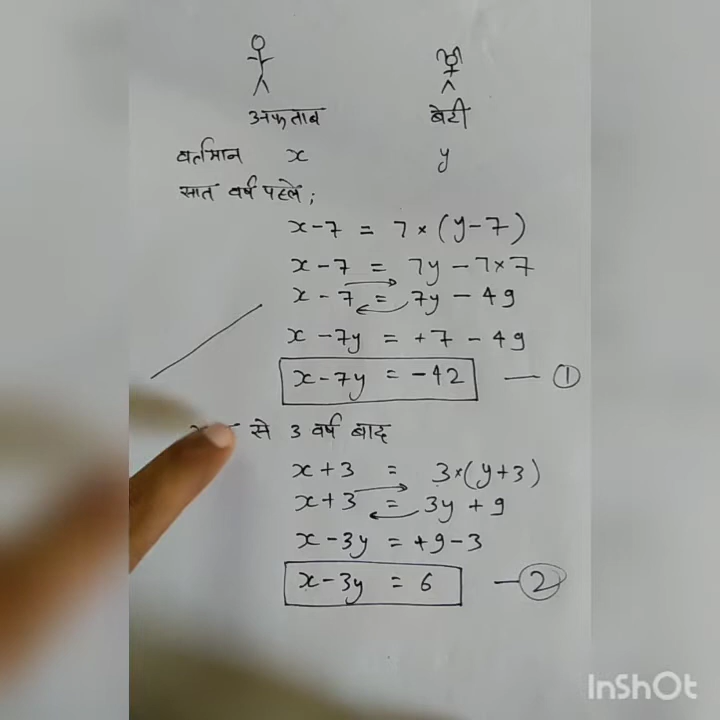 अफताब बेटी
वर्तमान x y
सात वर्ष पहले;
x-7 = 7×(y-7)
x-7 = 7y-7×7
x-7 = 7y-49
x-7y = +7-49
x-7y = -42 — ①
से 3 वर्ष बाद
x+3 = 3×(y+3)
x+3 = 3y+9
x-3y = +9-3
x-3y = 6 — ②
InShOt